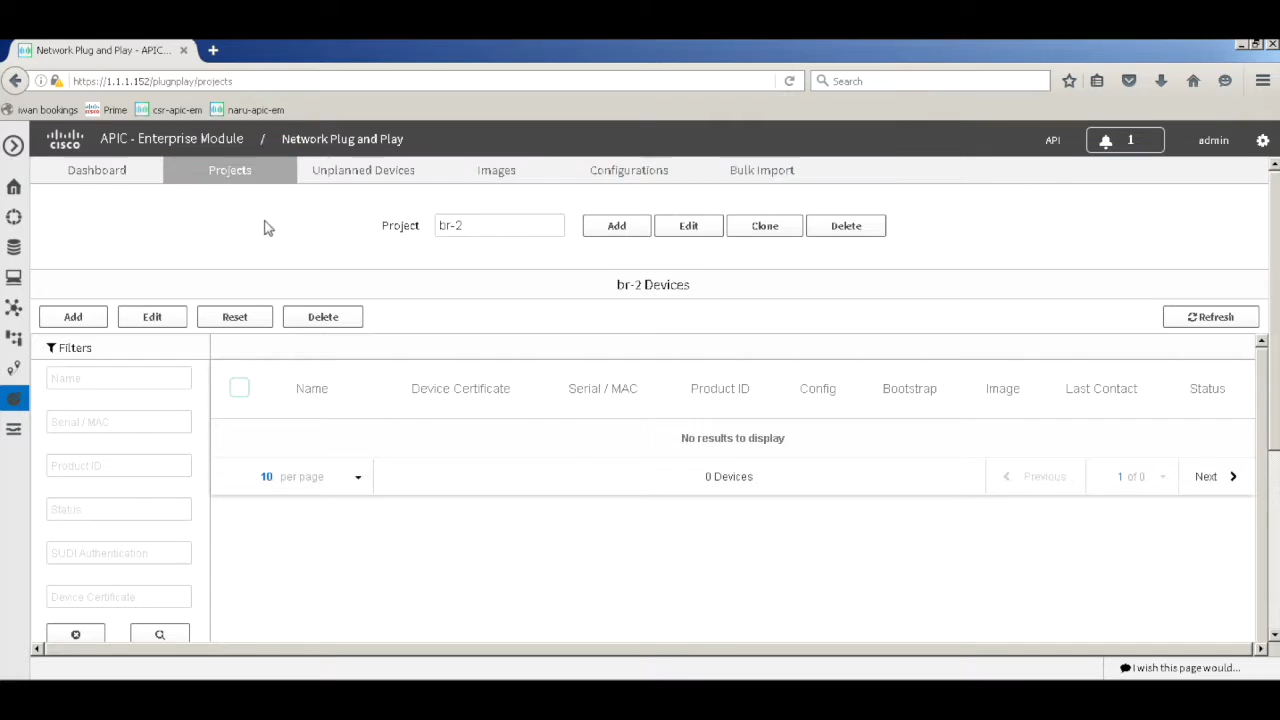 Network Plug and Play - APIC...
https://1.1.1.152/plugnplay/projects
Search
iwan bookings
Prime
csr-apic-em
naru-apic-em
CISCO
APIC - Enterprise Module / Network Plug and Play
API
1
admin
Dashboard
Projects
Unplanned Devices
Images
Configurations
Bulk Import
Project
br-2
Add
Edit
Clone
Delete
br-2 Devices
Add
Edit
Reset
Delete
Refresh
Filters
Name
Serial / MAC
Product ID
Status
SUDI Authentication
Device Certificate
Name
Device Certificate
Serial / MAC
Product ID
Config
Bootstrap
Image
Last Contact
Status
No results to display
10 per page
0 Devices
Previous
1 of 0
Next
I wish this page would...